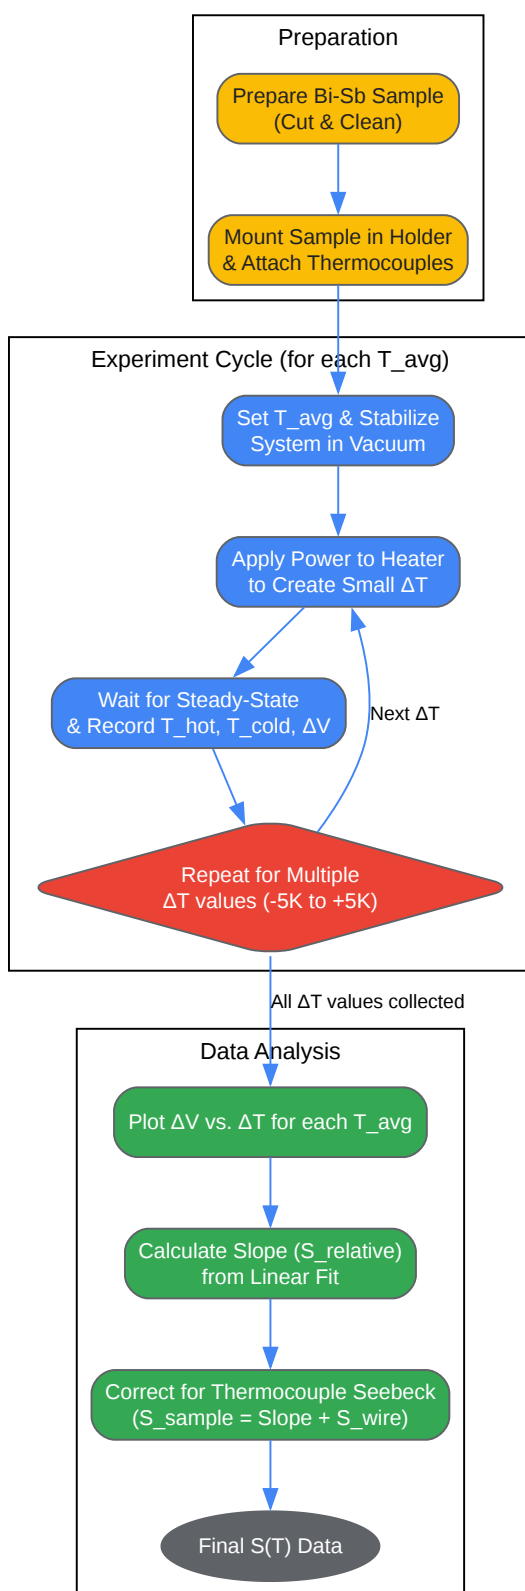 Preparation
Prepare Bi-Sb Sample
(Cut & Clean)
Mount Sample in Holder
& Attach Thermocouples
Experiment Cycle (for each T_avg)
Set T_avg & Stabilize
System in Vacuum
Apply Power to Heater
to Create Small ΔT
Wait for Steady-State
& Record T_hot, T_cold, ΔV
Next ΔT
Repeat for Multiple
ΔT values (-5K to +5K)
All ΔT values collected
Data Analysis
Plot ΔV vs. ΔT for each T_avg
Calculate Slope (S_relative)
from Linear Fit
Correct for Thermocouple Seebeck
(S_sample = Slope + S_wire)
Final S(T) Data